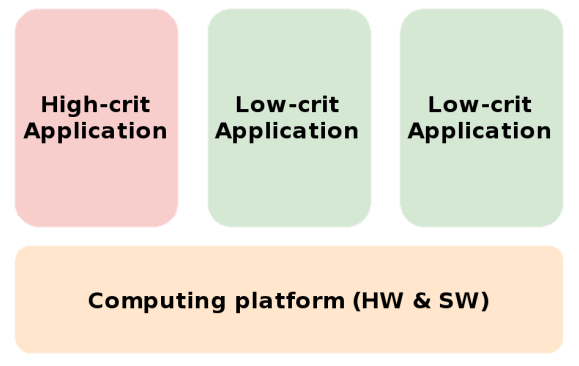 High-crit
Application
Low-crit
Application
Low-crit
Application
Computing platform (HW & SW)